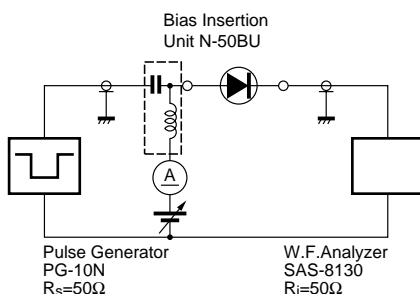 Bias Insertion
Unit N-50BU
A
Pulse Generator
PG-10N
Rs=50Ω
W.F.Analyzer
SAS-8130
Ri=50Ω